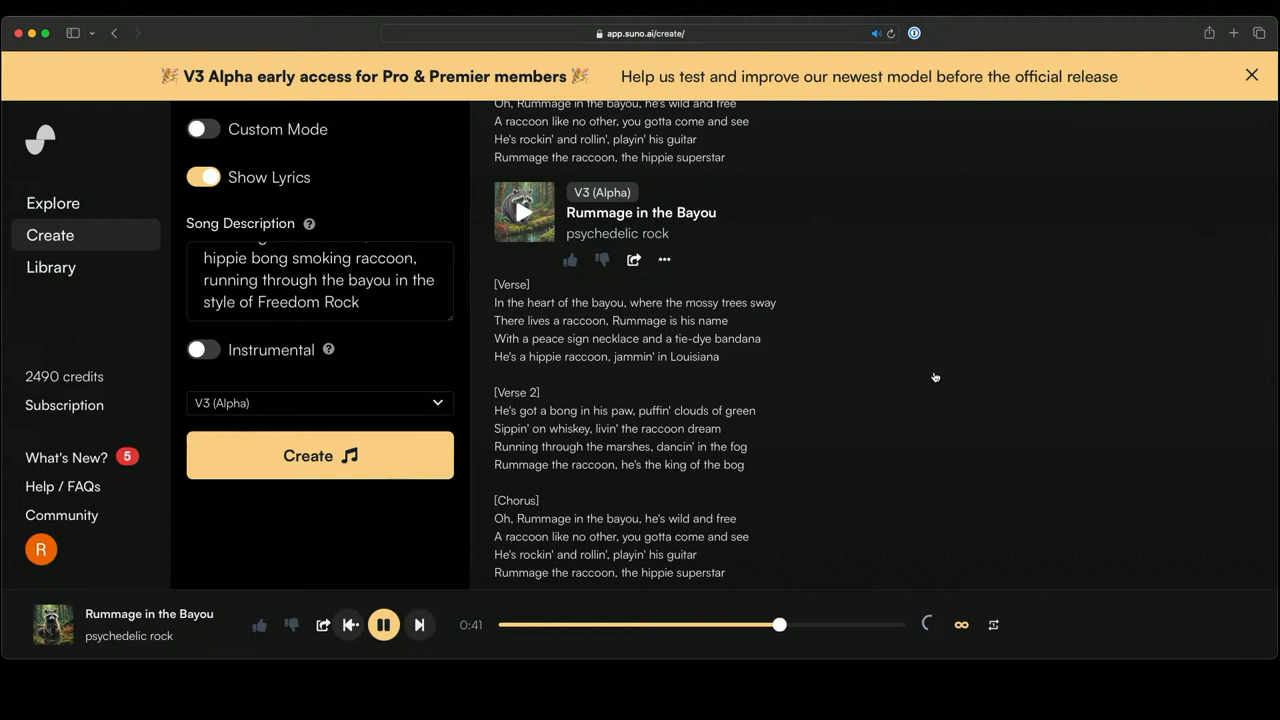 app.suno.ai/create/
🎉 V3 Alpha early access for Pro & Premier members 🎉 Help us test and improve our newest model before the official release
Explore
Create
Library
2490 credits
Subscription
What's New? 5
Help / FAQs
Community
R
Custom Mode
Show Lyrics
Song Description ?
hippie bong smoking raccoon,
running through the bayou in the
style of Freedom Rock
Instrumental ?
V3 (Alpha)
Create
Oh, Rummage in the bayou, he's wild and free
A raccoon like no other, you gotta come and see
He's rockin' and rollin', playin' his guitar
Rummage the raccoon, the hippie superstar
V3 (Alpha)
Rummage in the Bayou
psychedelic rock
[Verse]
In the heart of the bayou, where the mossy trees sway
There lives a raccoon, Rummage is his name
With a peace sign necklace and a tie-dye bandana
He's a hippie raccoon, jammin' in Louisiana
[Verse 2]
He's got a bong in his paw, puffin' clouds of green
Sippin' on whiskey, livin' the raccoon dream
Running through the marshes, dancin' in the fog
Rummage the raccoon, he's the king of the bog
[Chorus]
Oh, Rummage in the bayou, he's wild and free
A raccoon like no other, you gotta come and see
He's rockin' and rollin', playin' his guitar
Rummage the raccoon, the hippie superstar
Rummage in the Bayou
psychedelic rock
0:41